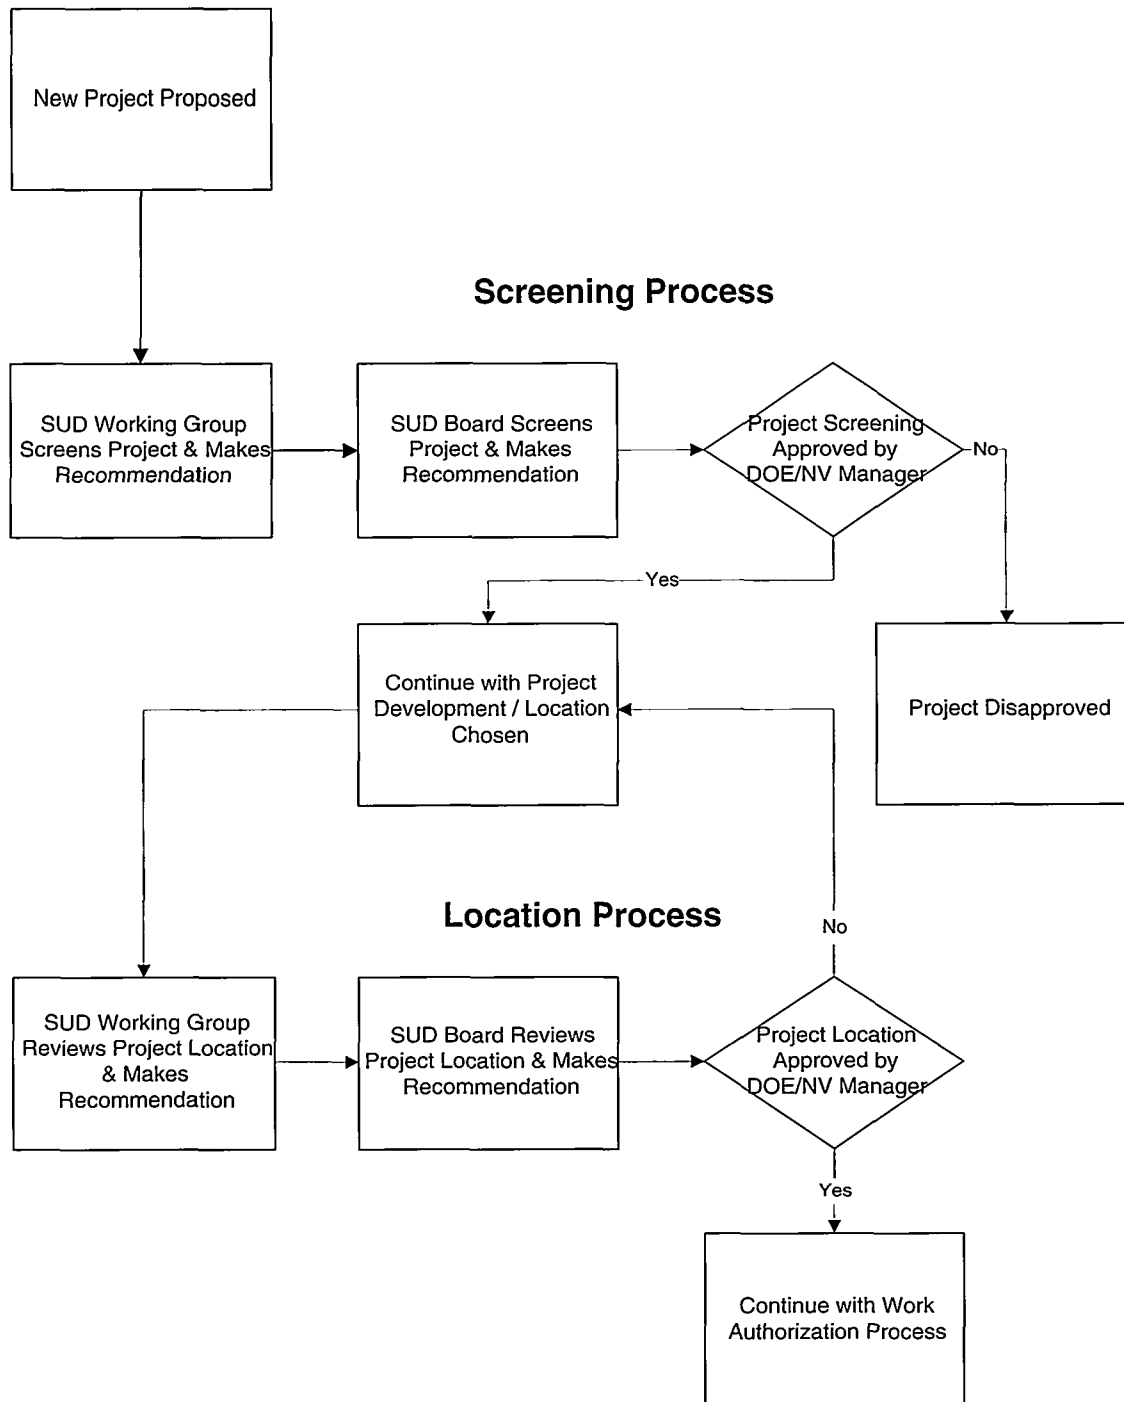 New Project Proposed
Screening Process
SUD Working Group
Screens Project & Makes
Recommendation
SUD Board Screens
Project & Makes
Recommendation
Project Screening
Approved by
DOE/NV Manager
No
Yes
Continue with Project
Development / Location
Chosen
Project Disapproved
Location Process
No
SUD Working Group
Reviews Project Location
& Makes
Recommendation
SUD Board Reviews
Project Location & Makes
Recommendation
Project Location
Approved by
DOE/NV Manager
Yes
Continue with Work
Authorization Process